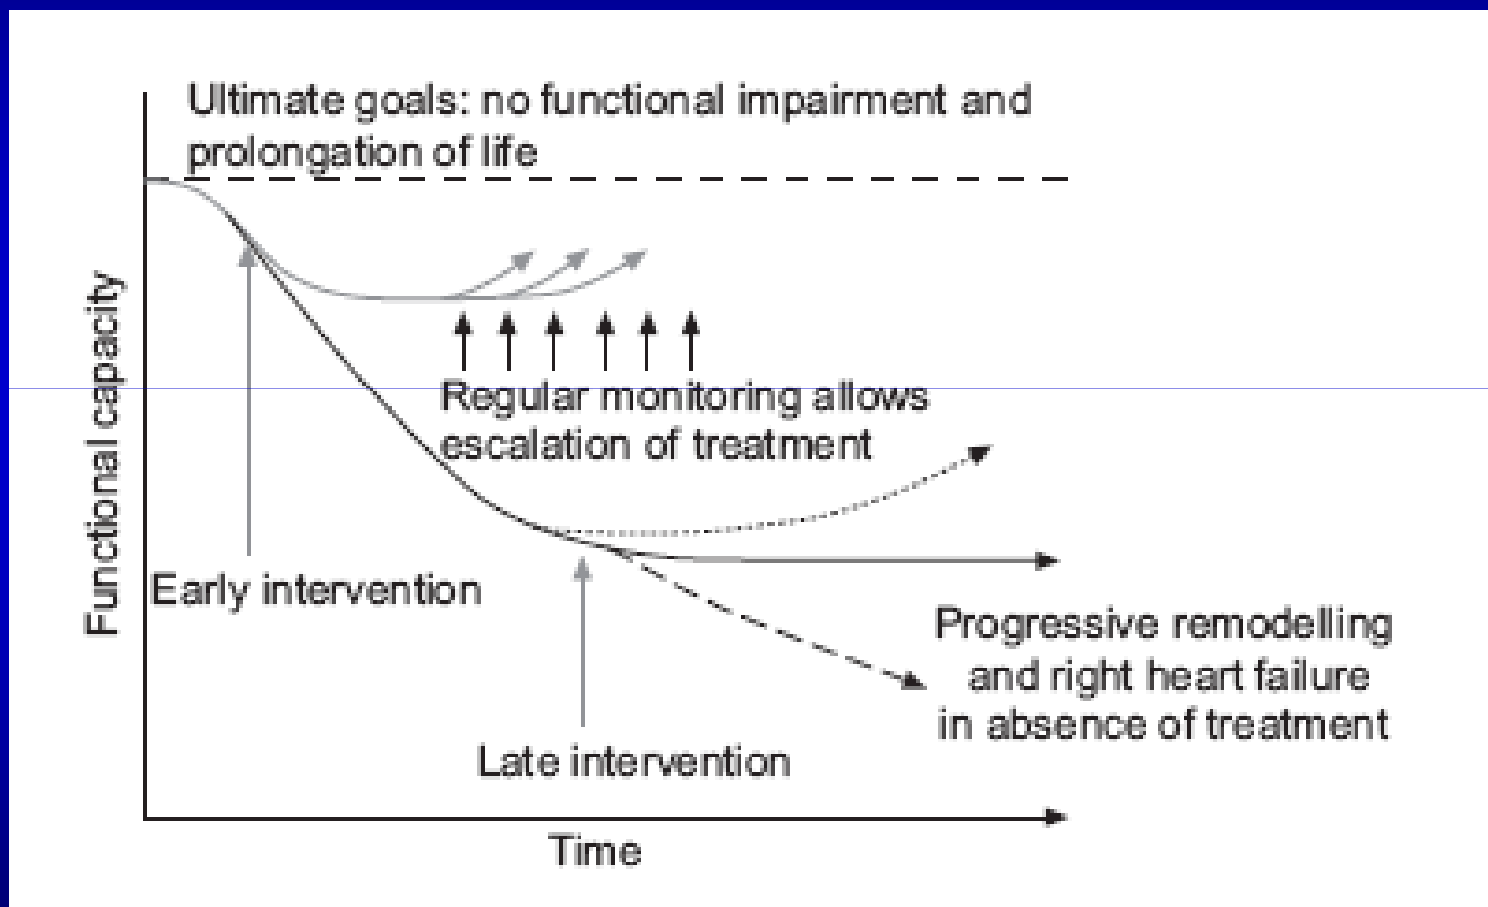 Ultimate goals: no functional impairment and
prolongation of life
Functional capacity
Regular monitoring allows
escalation of treatment
Early intervention
Progressive remodelling
and right heart failure
in absence of treatment
Late intervention
Time